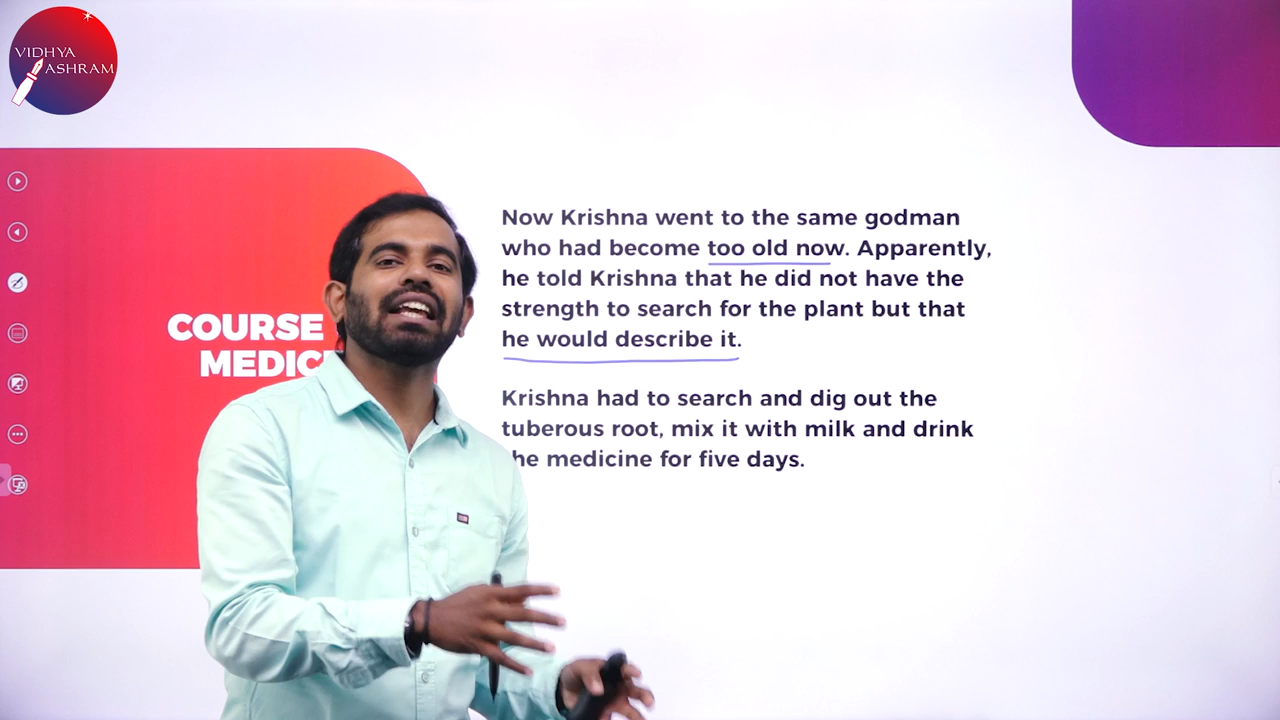 VIDHYA
ASHRAM
COURSE
Now Krishna went to the same godman
who had become too old now. Apparently,
he told Krishna that he did not have the
strength to search for the plant but that
he would describe it.
Krishna had to search and dig out the
tuberous root, mix it with milk and drink
the medicine for five days.